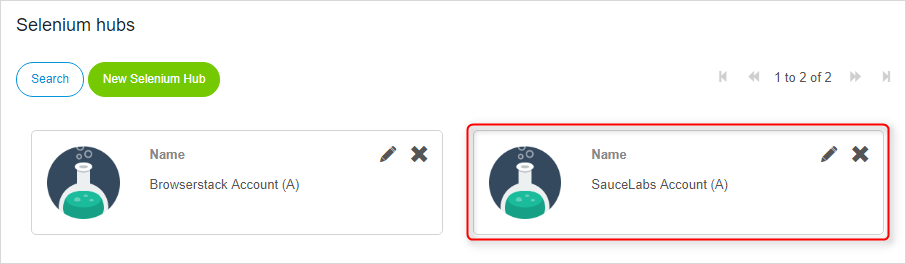 Selenium hubs
Search
New Selenium Hub
1 to 2 of 2
Name
Browserstack Account (A)
Name
SauceLabs Account (A)